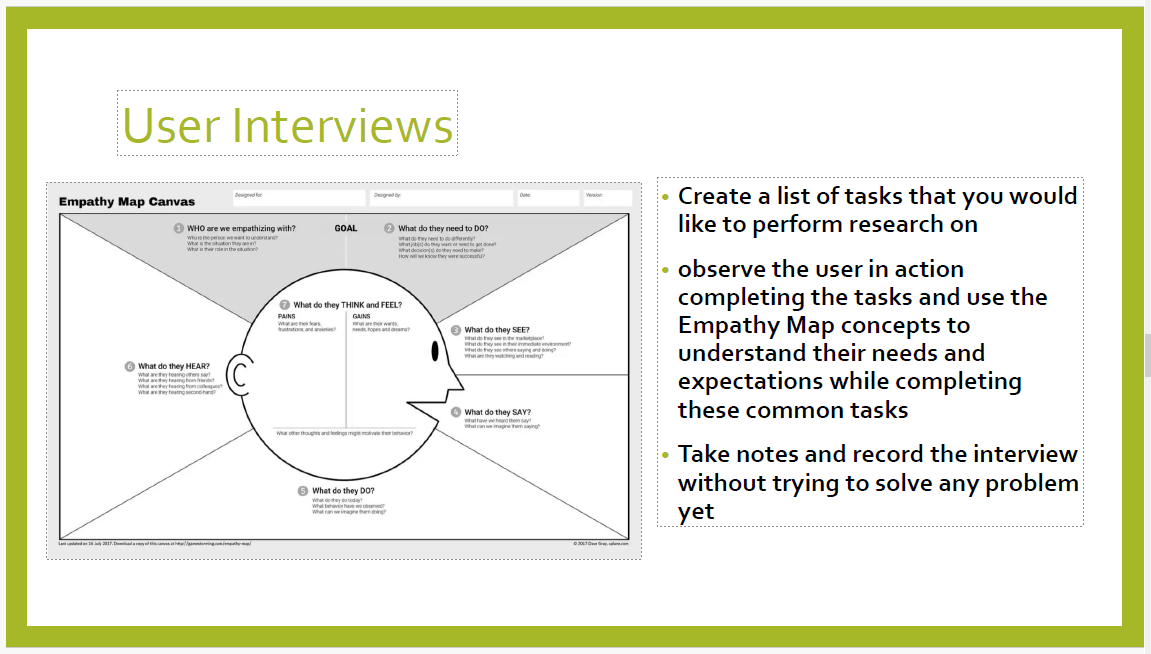 User Interviews
Empathy Map Canvas
Designed for:
Designed by:
Date:
Version:
1 WHO are we empathizing with?
Who is the person we want to understand?
What is the situation they are in?
What is their role in the situation?
GOAL
2 What do they need to DO?
What do they need to do differently?
What job(s) do they want or need to get done?
What decision(s) do they need to make?
How will we know they were successful?
7 What do they THINK and FEEL?
PAINS
What are their fears,
frustrations, and anxieties?
GAINS
What are their wants,
needs, hopes and dreams?
What other thoughts and feelings might motivate their behavior?
3 What do they SEE?
What do they see in the marketplace?
What do they see in their immediate environment?
What do they see others saying and doing?
What are they watching and reading?
4 What do they SAY?
What have we heard them say?
What can we imagine them saying?
5 What do they DO?
What do they do today?
What behavior have we observed?
What can we imagine them doing?
6 What do they HEAR?
What are they hearing others say?
What are they hearing from friends?
What are they hearing from colleagues?
What are they hearing second-hand?
Last updated on 16 July 2017. Download a copy of this canvas at http://gamestorming.com/empathy-map/
© 2017 Dave Gray, xplane.com
• Create a list of tasks that you would
like to perform research on
• observe the user in action
completing the tasks and use the
Empathy Map concepts to
understand their needs and
expectations while completing
these common tasks
• Take notes and record the interview
without trying to solve any problem
yet